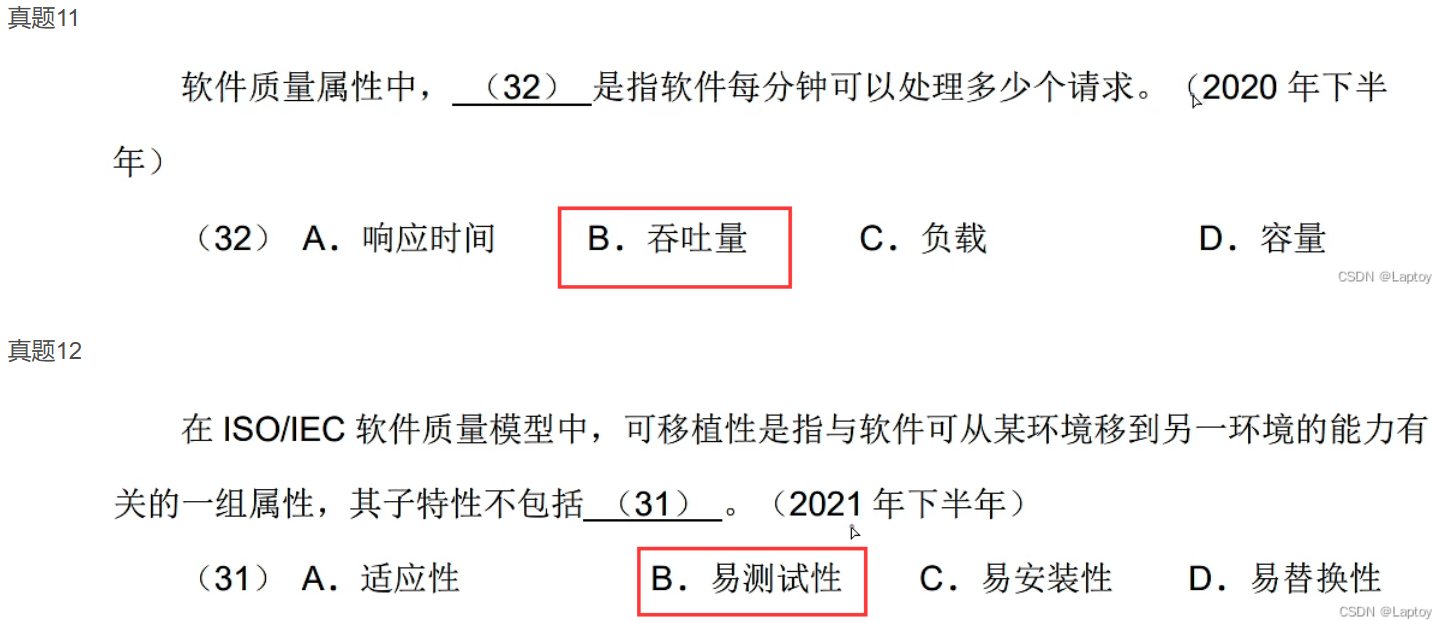 真题11
软件质量属性中，（32）是指软件每分钟可以处理多少个请求。（2020 年下半
年）
（32） A．响应时间 B．吞吐量 C．负载 D．容量
CSDN @Laptoy
真题12
在 ISO/IEC 软件质量模型中，可移植性是指与软件可从某环境移到另一环境的能力有
关的一组属性，其子特性不包括（31）。（2021 年下半年）
（31） A．适应性 B．易测试性 C．易安装性 D．易替换性
CSDN @Laptoy